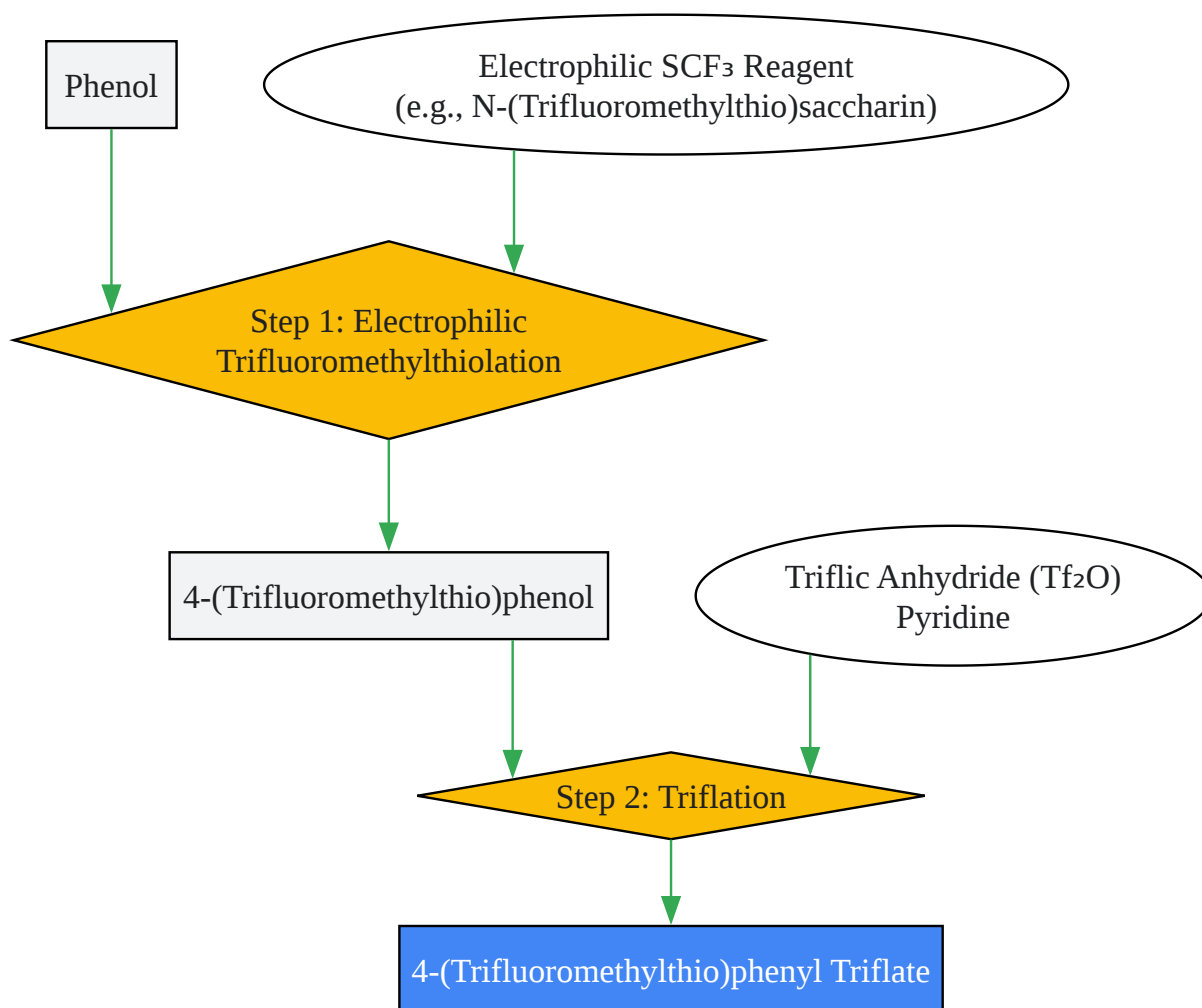 Phenol
Electrophilic SCF₃ Reagent
(e.g., N-(Trifluoromethylthio)saccharin)
Step 1: Electrophilic
Trifluoromethylthiolation
4-(Trifluoromethylthio)phenol
Triflic Anhydride (Tf₂O)
Pyridine
Step 2: Triflation
4-(Trifluoromethylthio)phenyl Triflate